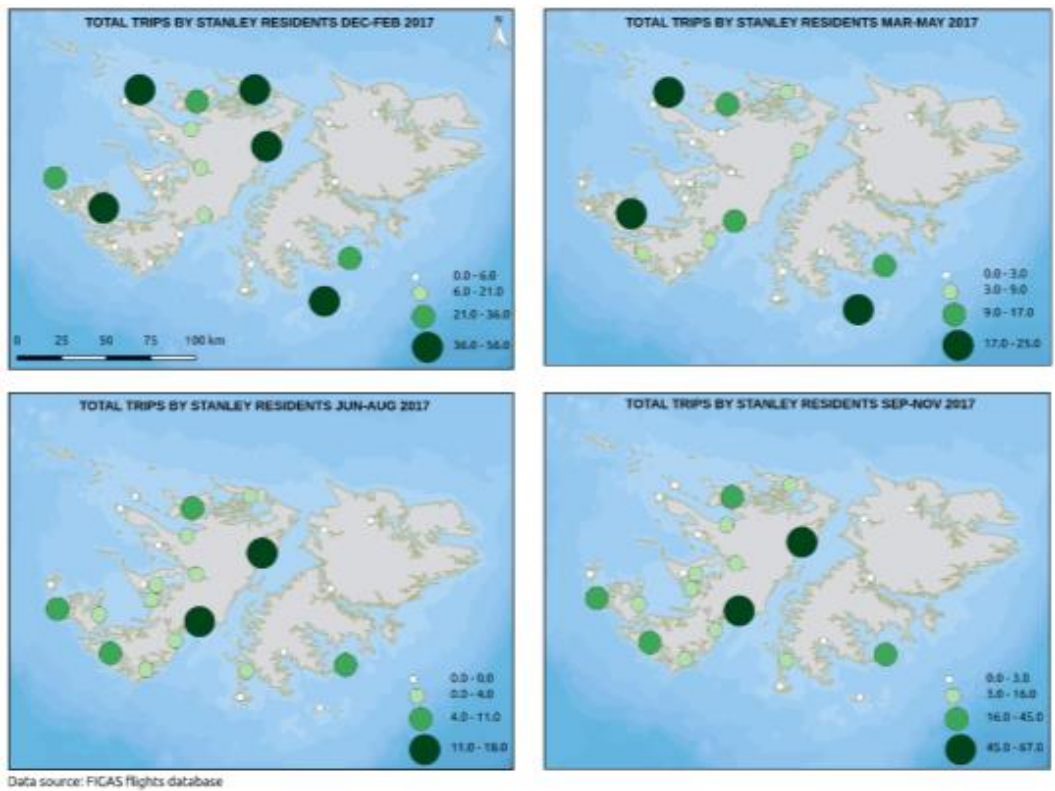 TOTAL TRIPS BY STANLEY RESIDENTS DEC-FEB 2017
N
0.0 - 6.0
6.0 - 21.0
21.0 - 36.0
36.0 - 56.0
0 25 50 75 100 km
TOTAL TRIPS BY STANLEY RESIDENTS MAR-MAY 2017
0.0 - 3.0
3.0 - 9.0
9.0 - 17.0
17.0 - 25.0
TOTAL TRIPS BY STANLEY RESIDENTS JUN-AUG 2017
0.0 - 0.0
0.0 - 4.0
4.0 - 11.0
11.0 - 18.0
TOTAL TRIPS BY STANLEY RESIDENTS SEP-NOV 2017
0.0 - 3.0
3.0 - 16.0
16.0 - 45.0
45.0 - 67.0
Data source: FIGAS flights database